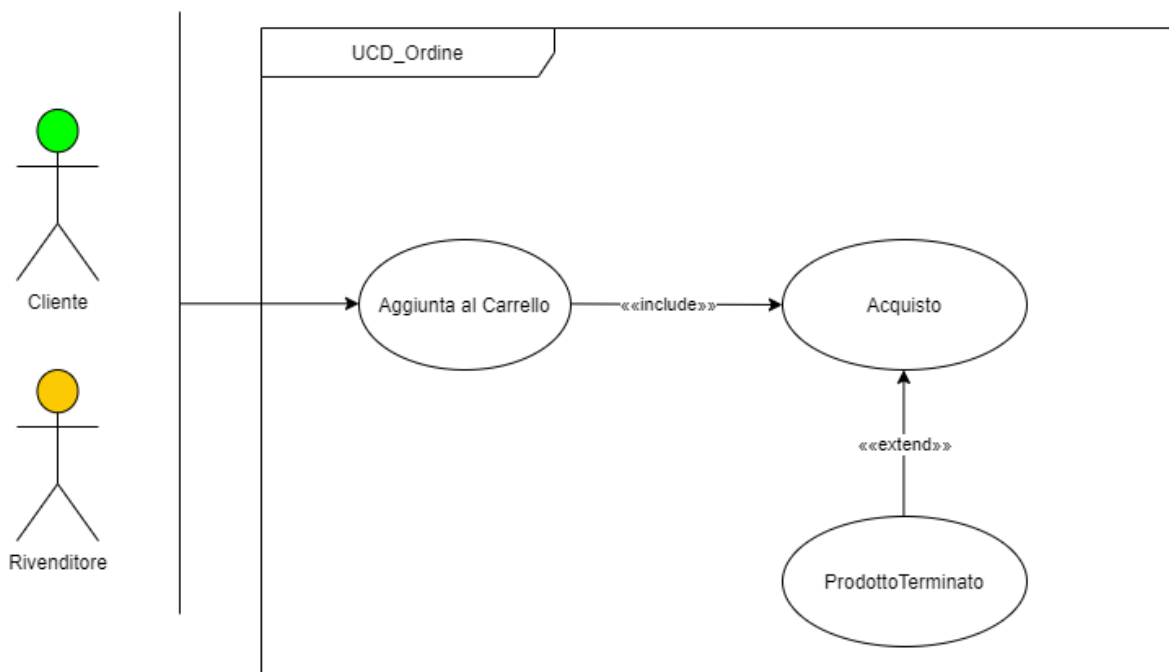 UCD_Ordine
Cliente
Aggiunta al Carrello
««include»»
Acquisto
««extend»»
Rivenditore
ProdottoTerminato